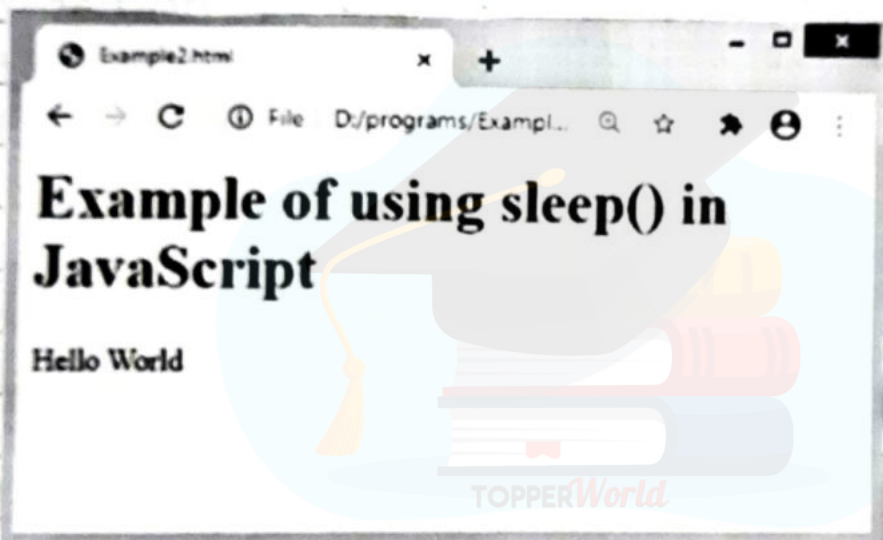 Example2.html
File D:/programs/Exampl...
Example of using sleep() in
JavaScript
Hello World
TOPPERWorld